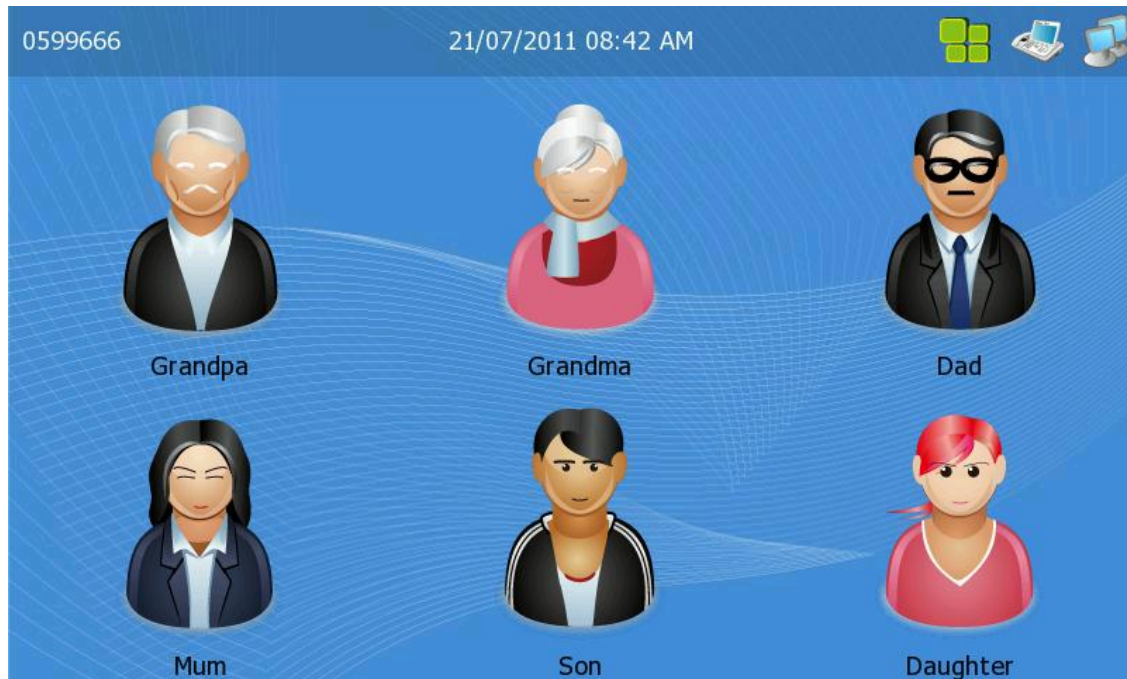 0599666
21/07/2011 08:42 AM
Grandpa
Grandma
Dad
Mum
Son
Daughter